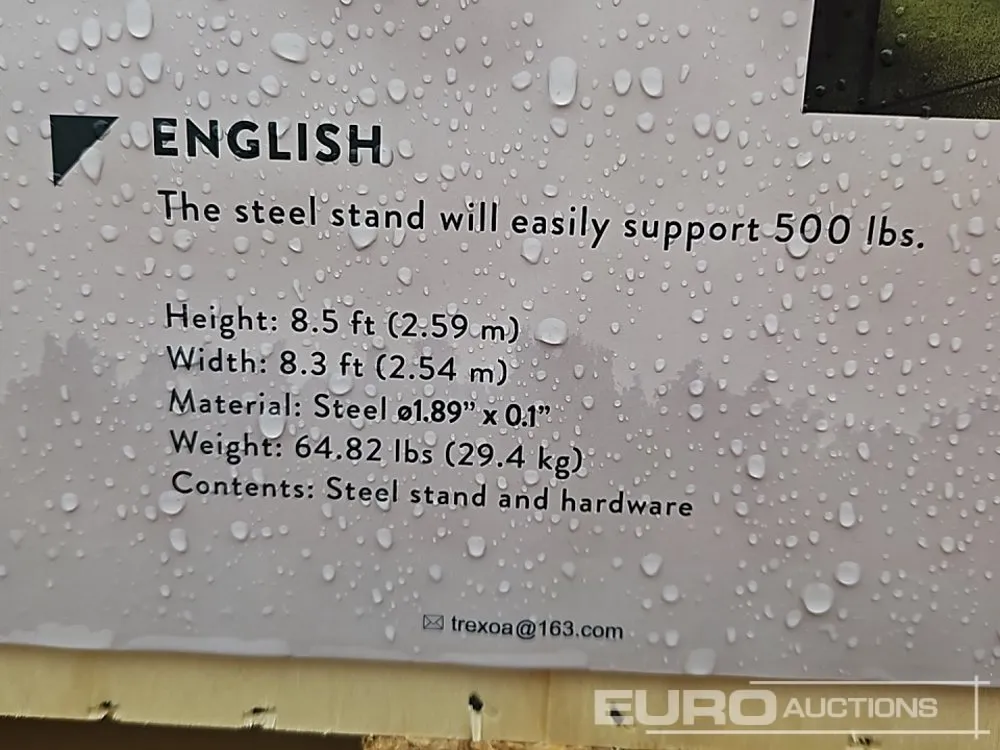 ENGLISH
The steel stand will easily support 500 lbs.
Height: 8.5 ft (2.59 m)
Width: 8.3 ft (2.54 m)
Material: Steel ø1.89” x 0.1”
Weight: 64.82 lbs (29.4 kg)
Contents: Steel stand and hardware
trexoa@163.com
EURO AUCTIONS